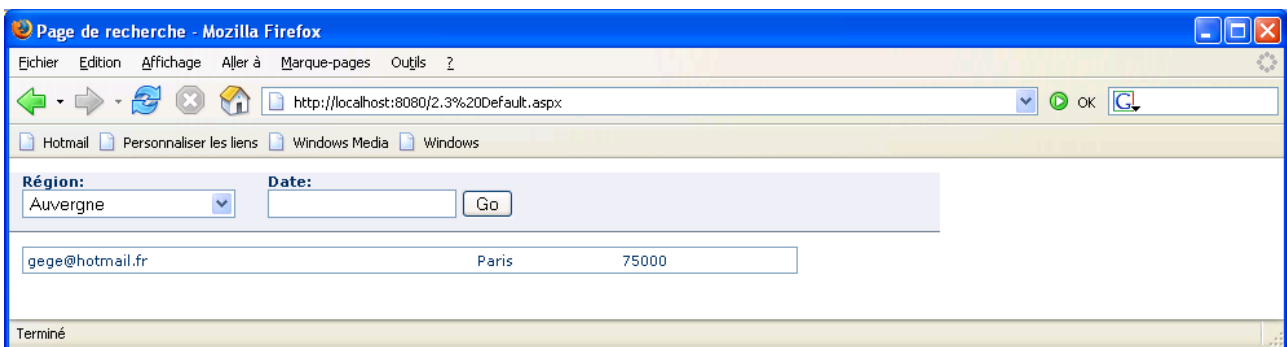 Page de recherche - Mozilla Firefox
Fichier Edition Affichage Aller à Marque-pages Outils ?
http://localhost:8080/2.3%20Default.aspx OK G
Hotmail Personnaliser les liens Windows Media Windows
Région: Date:
Auvergne Go
gege@hotmail.fr Paris 75000
Terminé